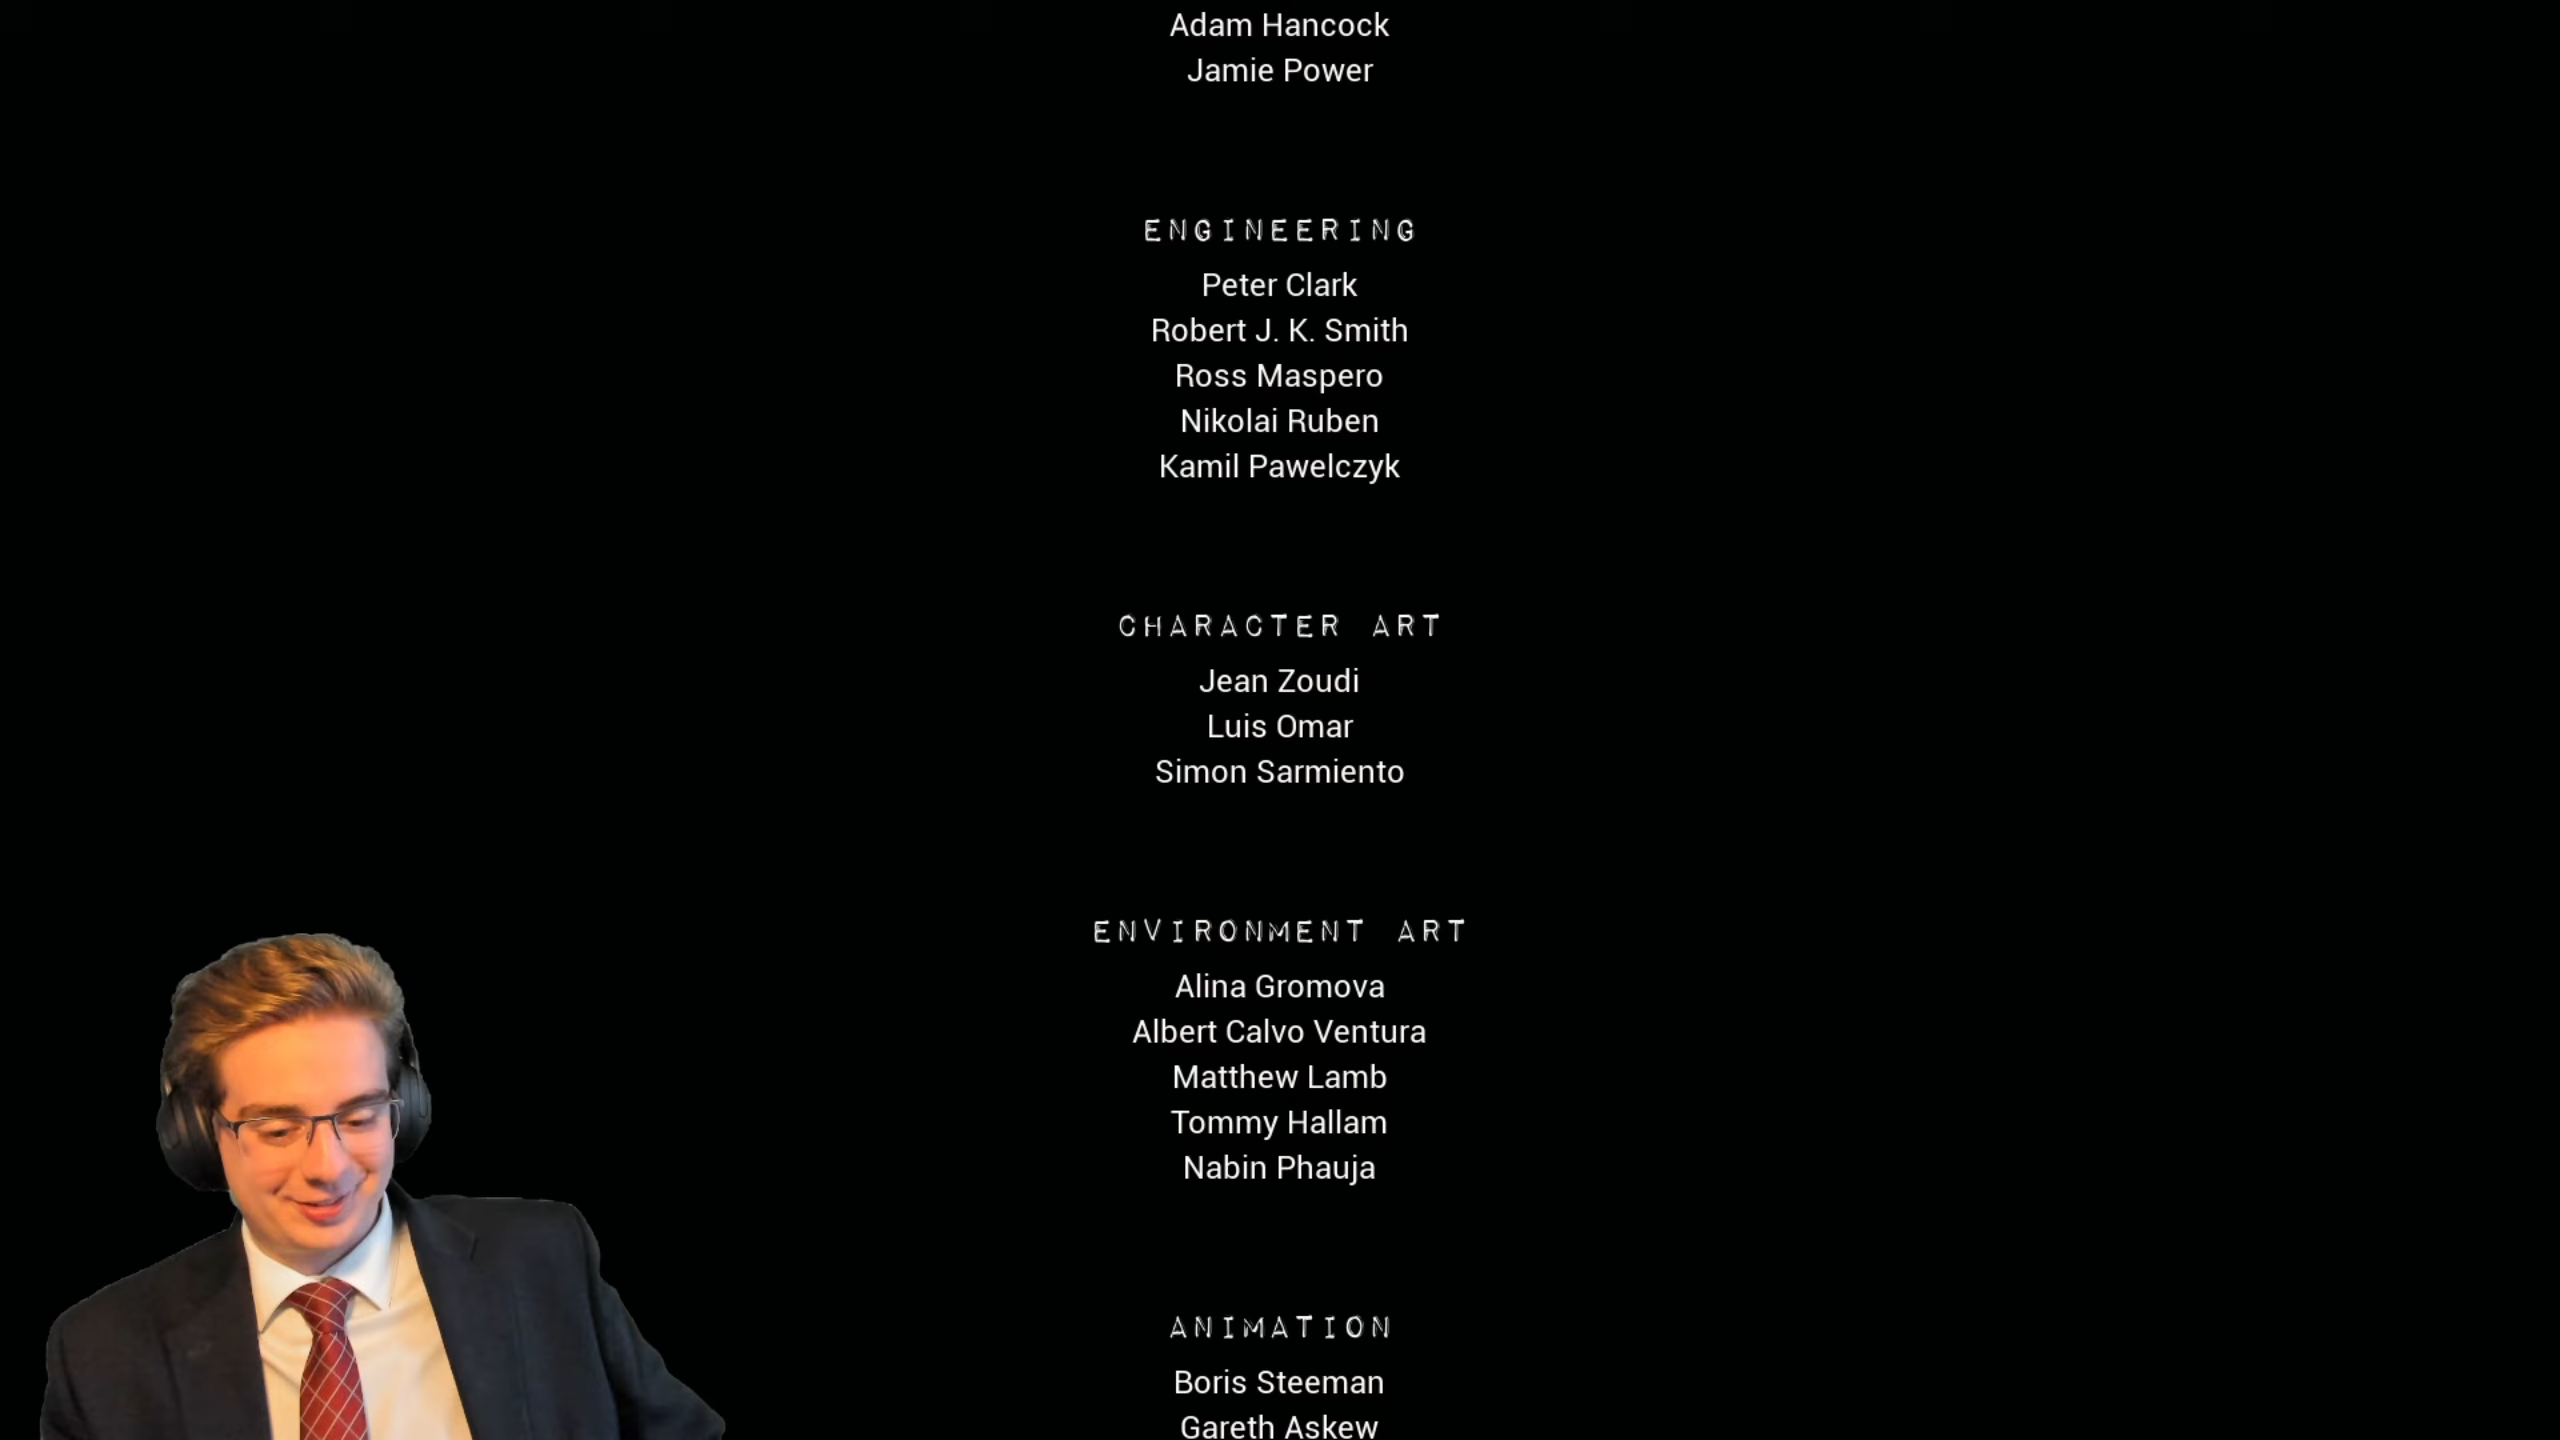 Adam Hancock
Jamie Power
ENGINEERING
Peter Clark
Robert J. K. Smith
Ross Maspero
Nikolai Ruben
Kamil Pawelczyk
CHARACTER ART
Jean Zoudi
Luis Omar
Simon Sarmiento
ENVIRONMENT ART
Alina Gromova
Albert Calvo Ventura
Matthew Lamb
Tommy Hallam
Nabin Phauja
ANIMATION
Boris Steeman
Gareth Askew